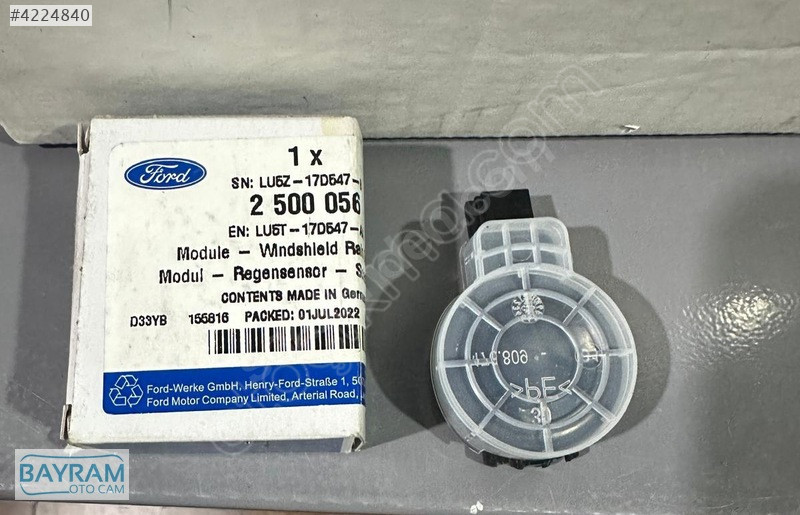 #4224840
Ford
1 x
SN: LU5Z-17D547-
2 500 056
EN: LU5T-17D547-A
Module - Windshield Rai
Modul - Regensensor - S
CONTENTS MADE IN Germ
D33YB 155816 PACKED: 01JUL2022
Ford-Werke GmbH, Henry-Ford-Straße 1, 50
Ford Motor Company Limited, Arterial Road,
>PE<
BAYRAM
OTO CAM